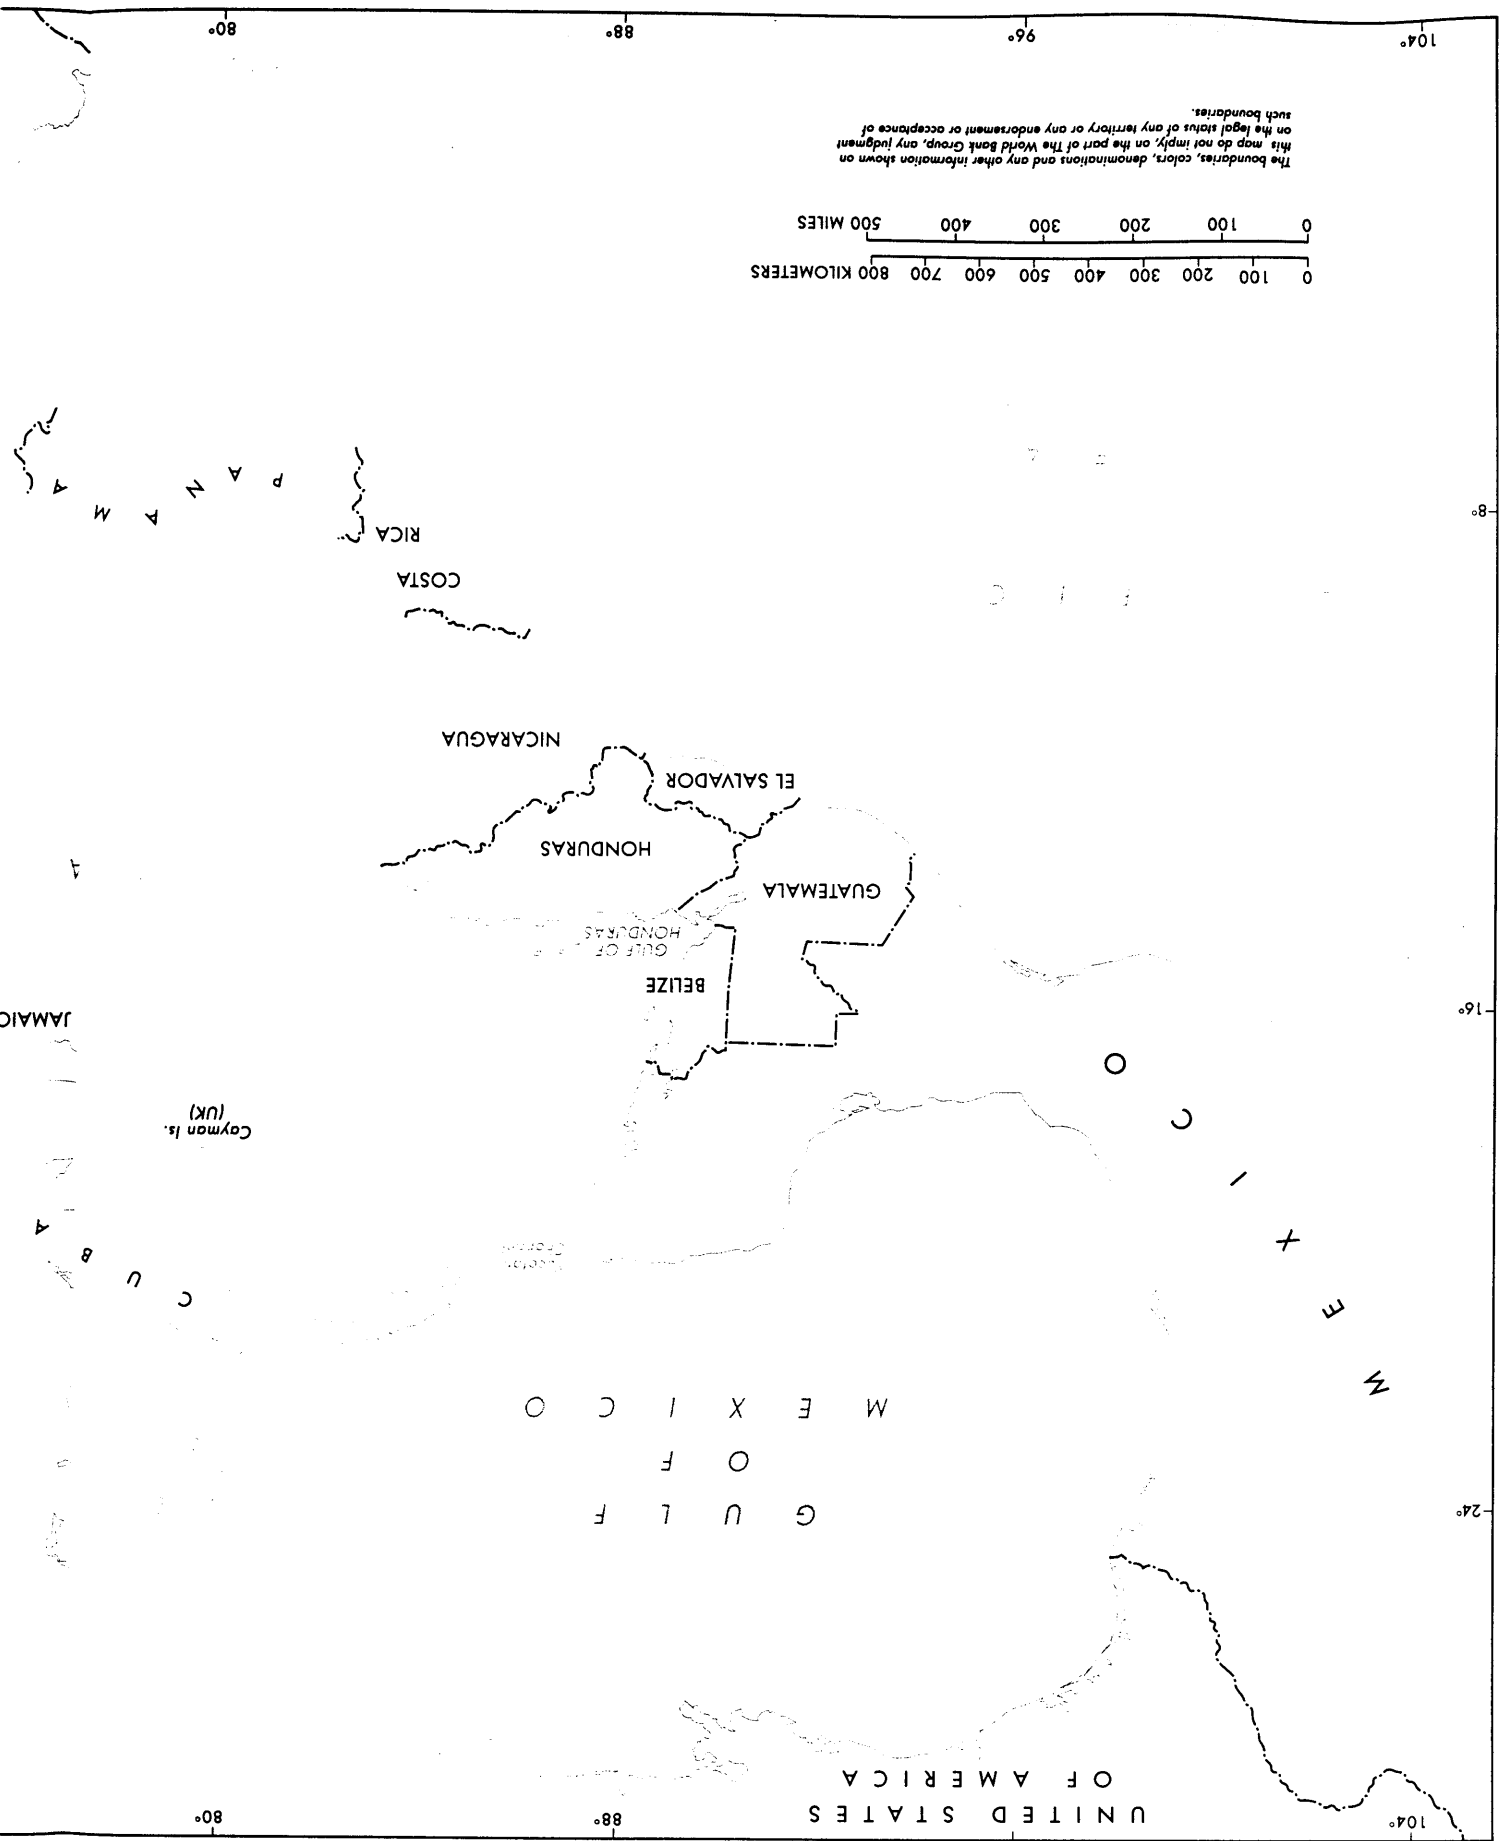 104°
88°
80°
UNITED STATES
OF AMERICA
24°
GULF
OF
MEXICO
MEXICO
CUBA
Cayman Is.
(UK)
JAMAIC
16°
BELIZE
GULF OF
HONDURAS
GUATEMALA
HONDURAS
EL SALVADOR
NICARAGUA
COSTA
RICA
PANAMA
F I C
8°
0 100 200 300 400 500 600 700 800 KILOMETERS
0 100 200 300 400 500 MILES
The boundaries, colors, denominations and any other information shown on
this map do not imply, on the part of The World Bank Group, any judgment
on the legal status of any territory or any endorsement or acceptance of
such boundaries.
104°
96°
88°
80°